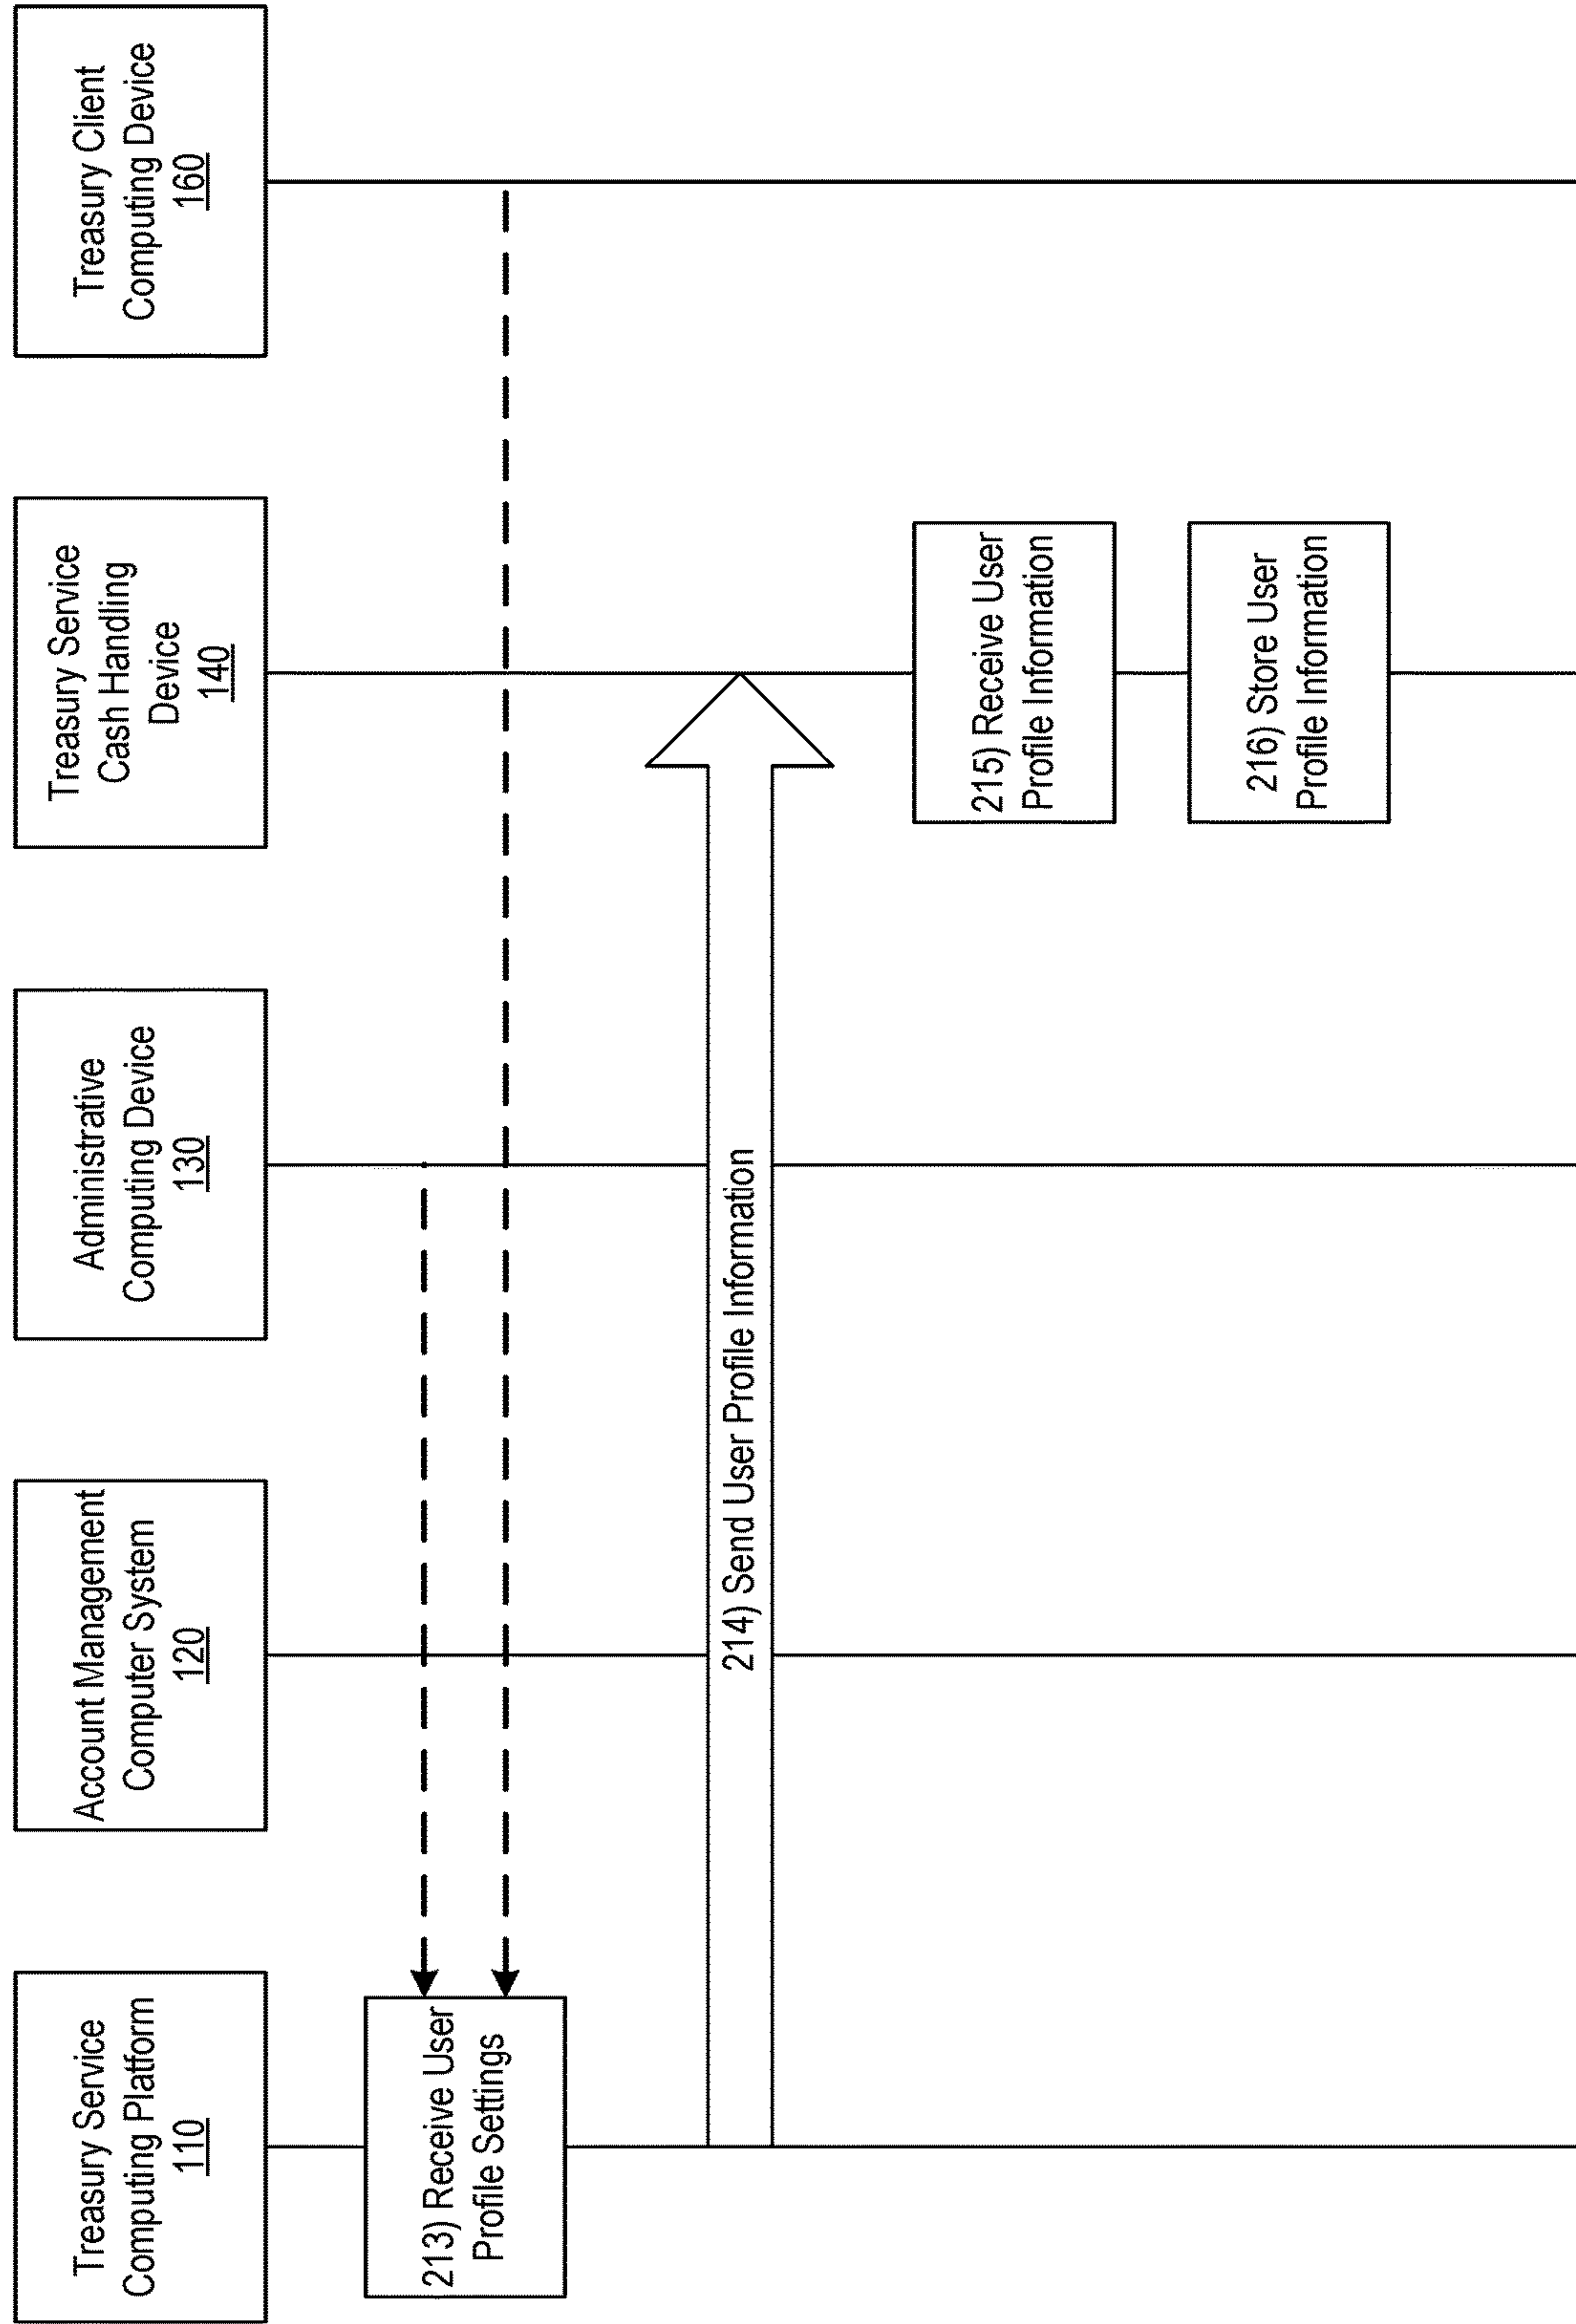 Treasury Service
Computing Platform
110
Account Management
Computer System
120
Administrative
Computing Device
130
Treasury Service
Cash Handling
Device
140
Treasury Client
Computing Device
160
213) Receive User
Profile Settings
214) Send User Profile Information
215) Receive User
Profile Information
216) Store User
Profile Information